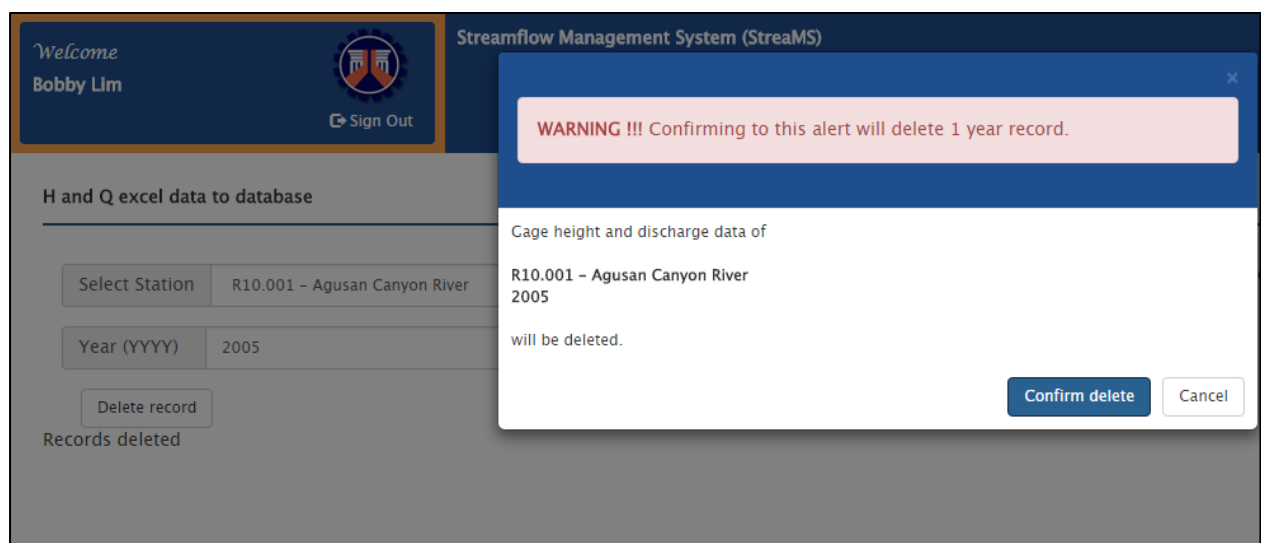 Welcome
Bobby Lim
Sign Out
Streamflow Management System (StreaMS)
×
WARNING !!! Confirming to this alert will delete 1 year record.
H and Q excel data to database
Select Station R10.001 – Agusan Canyon River
Year (YYYY) 2005
Delete record
Records deleted
Gage height and discharge data of
R10.001 – Agusan Canyon River
2005
will be deleted.
Confirm delete Cancel